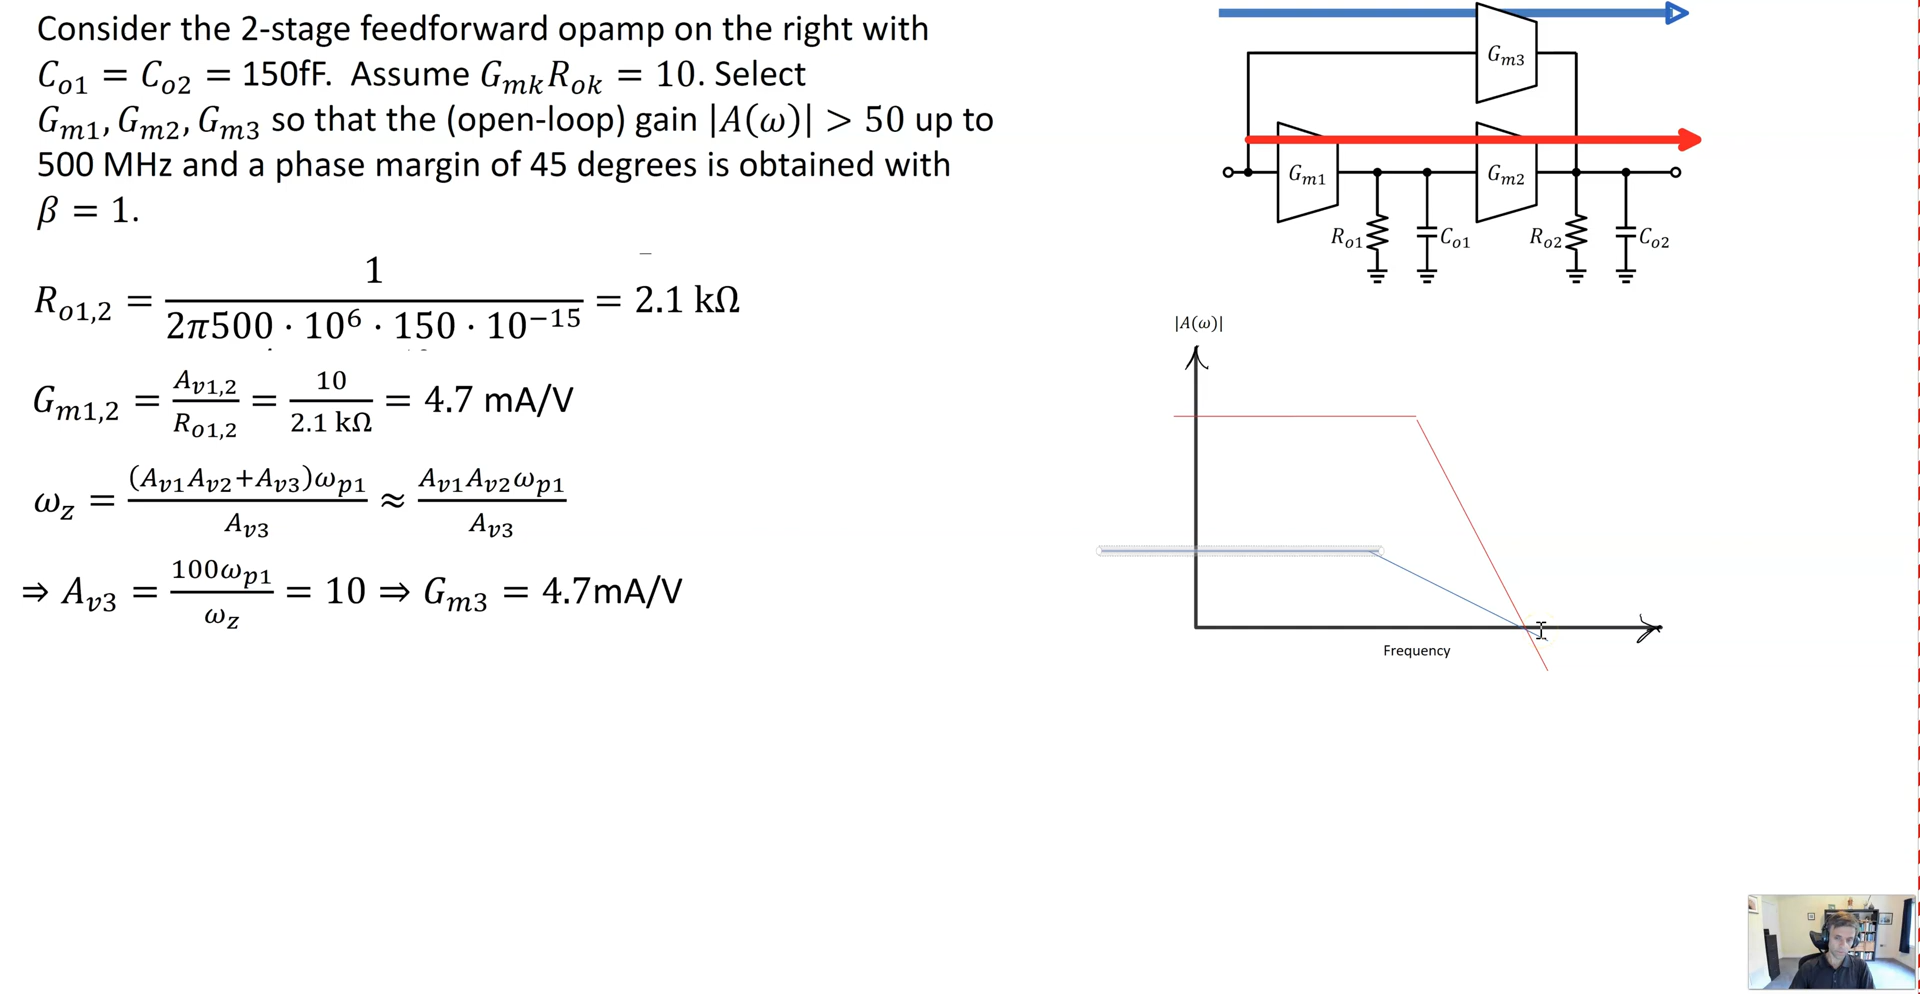 Consider the 2-stage feedforward opamp on the right with
C_{o1} = C_{o2} = 150fF. Assume G_{mk}R_{ok} = 10. Select
G_{m1}, G_{m2}, G_{m3} so that the (open-loop) gain |A(ω)| > 50 up to
500 MHz and a phase margin of 45 degrees is obtained with
β = 1.
R_{o1,2} = \frac{1}{2π500 · 10^6 · 150 · 10^{−15}} = 2.1 kΩ
G_{m1,2} = \frac{A_{v1,2}}{R_{o1,2}} = \frac{10}{2.1 kΩ} = 4.7 mA/V
ω_z = \frac{(A_{v1}A_{v2}+A_{v3})ω_{p1}}{A_{v3}} ≈ \frac{A_{v1}A_{v2}ω_{p1}}{A_{v3}}
⇒ A_{v3} = \frac{100ω_{p1}}{ω_z} = 10 ⇒ G_{m3} = 4.7mA/V
G_{m3}
G_{m1}
G_{m2}
R_{o1}
C_{o1}
R_{o2}
C_{o2}
|A(ω)|
Frequency